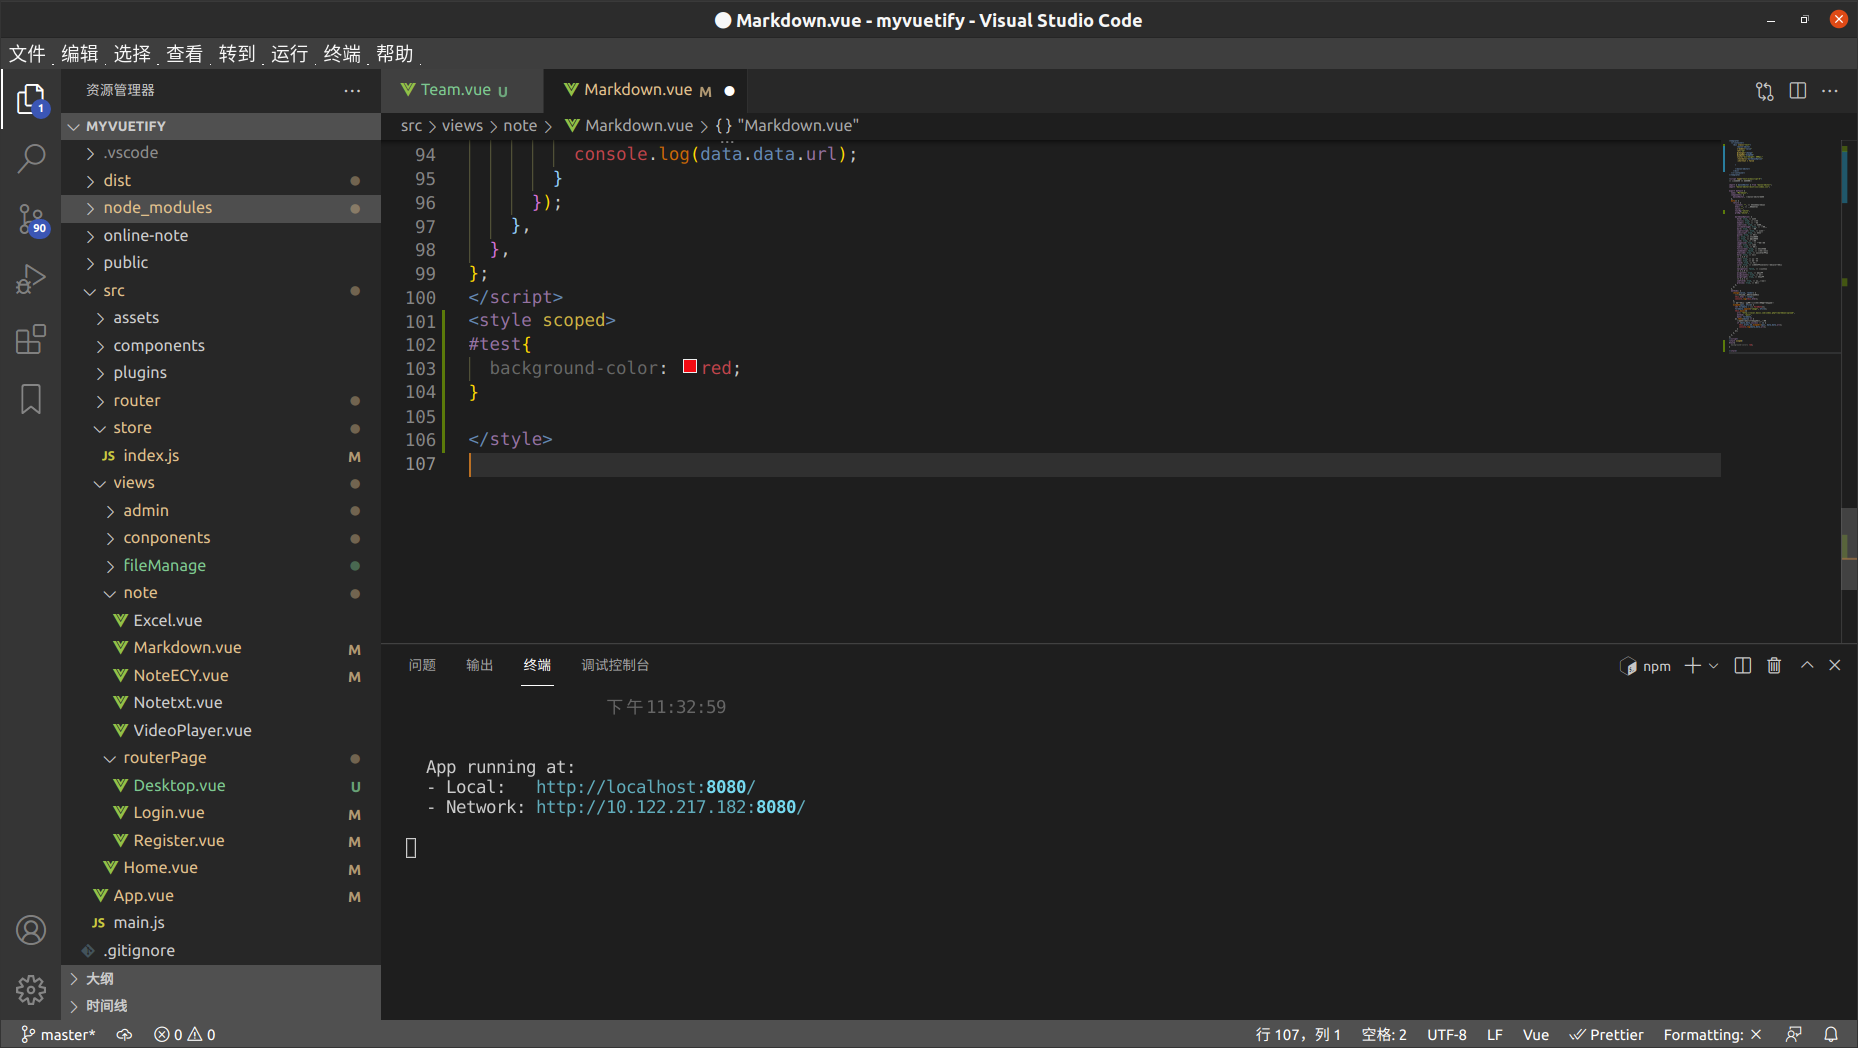 Markdown.vue - myvuetify - Visual Studio Code
文件 编辑 选择 查看 转到 运行 终端 帮助
资源管理器
Team.vue U
Markdown.vue M
1
MYVUETIFY
src > views > note > Markdown.vue > {} "Markdown.vue"
.vscode
dist
node_modules
online-note
public
src
assets
components
plugins
router
store
JS index.js M
views
admin
conponents
fileManage
note
Excel.vue
Markdown.vue M
NoteECY.vue M
Notetxt.vue
VideoPlayer.vue
routerPage
Desktop.vue U
Login.vue M
Register.vue M
Home.vue M
App.vue M
JS main.js
.gitignore
大纲
时间线
90
94 console.log(data.data.url);
95 }
96 });
97 },
98 },
99 };
100 </script>
101 <style scoped>
102 #test{
103 background-color: red;
104 }
105
106 </style>
107
问题 输出 终端 调试控制台
npm
下午11:32:59
App running at:
- Local: http://localhost:8080/
- Network: http://10.122.217.182:8080/
master* 0 0
行 107，列 1 空格: 2 UTF-8 LF Vue Prettier Formatting: ✕